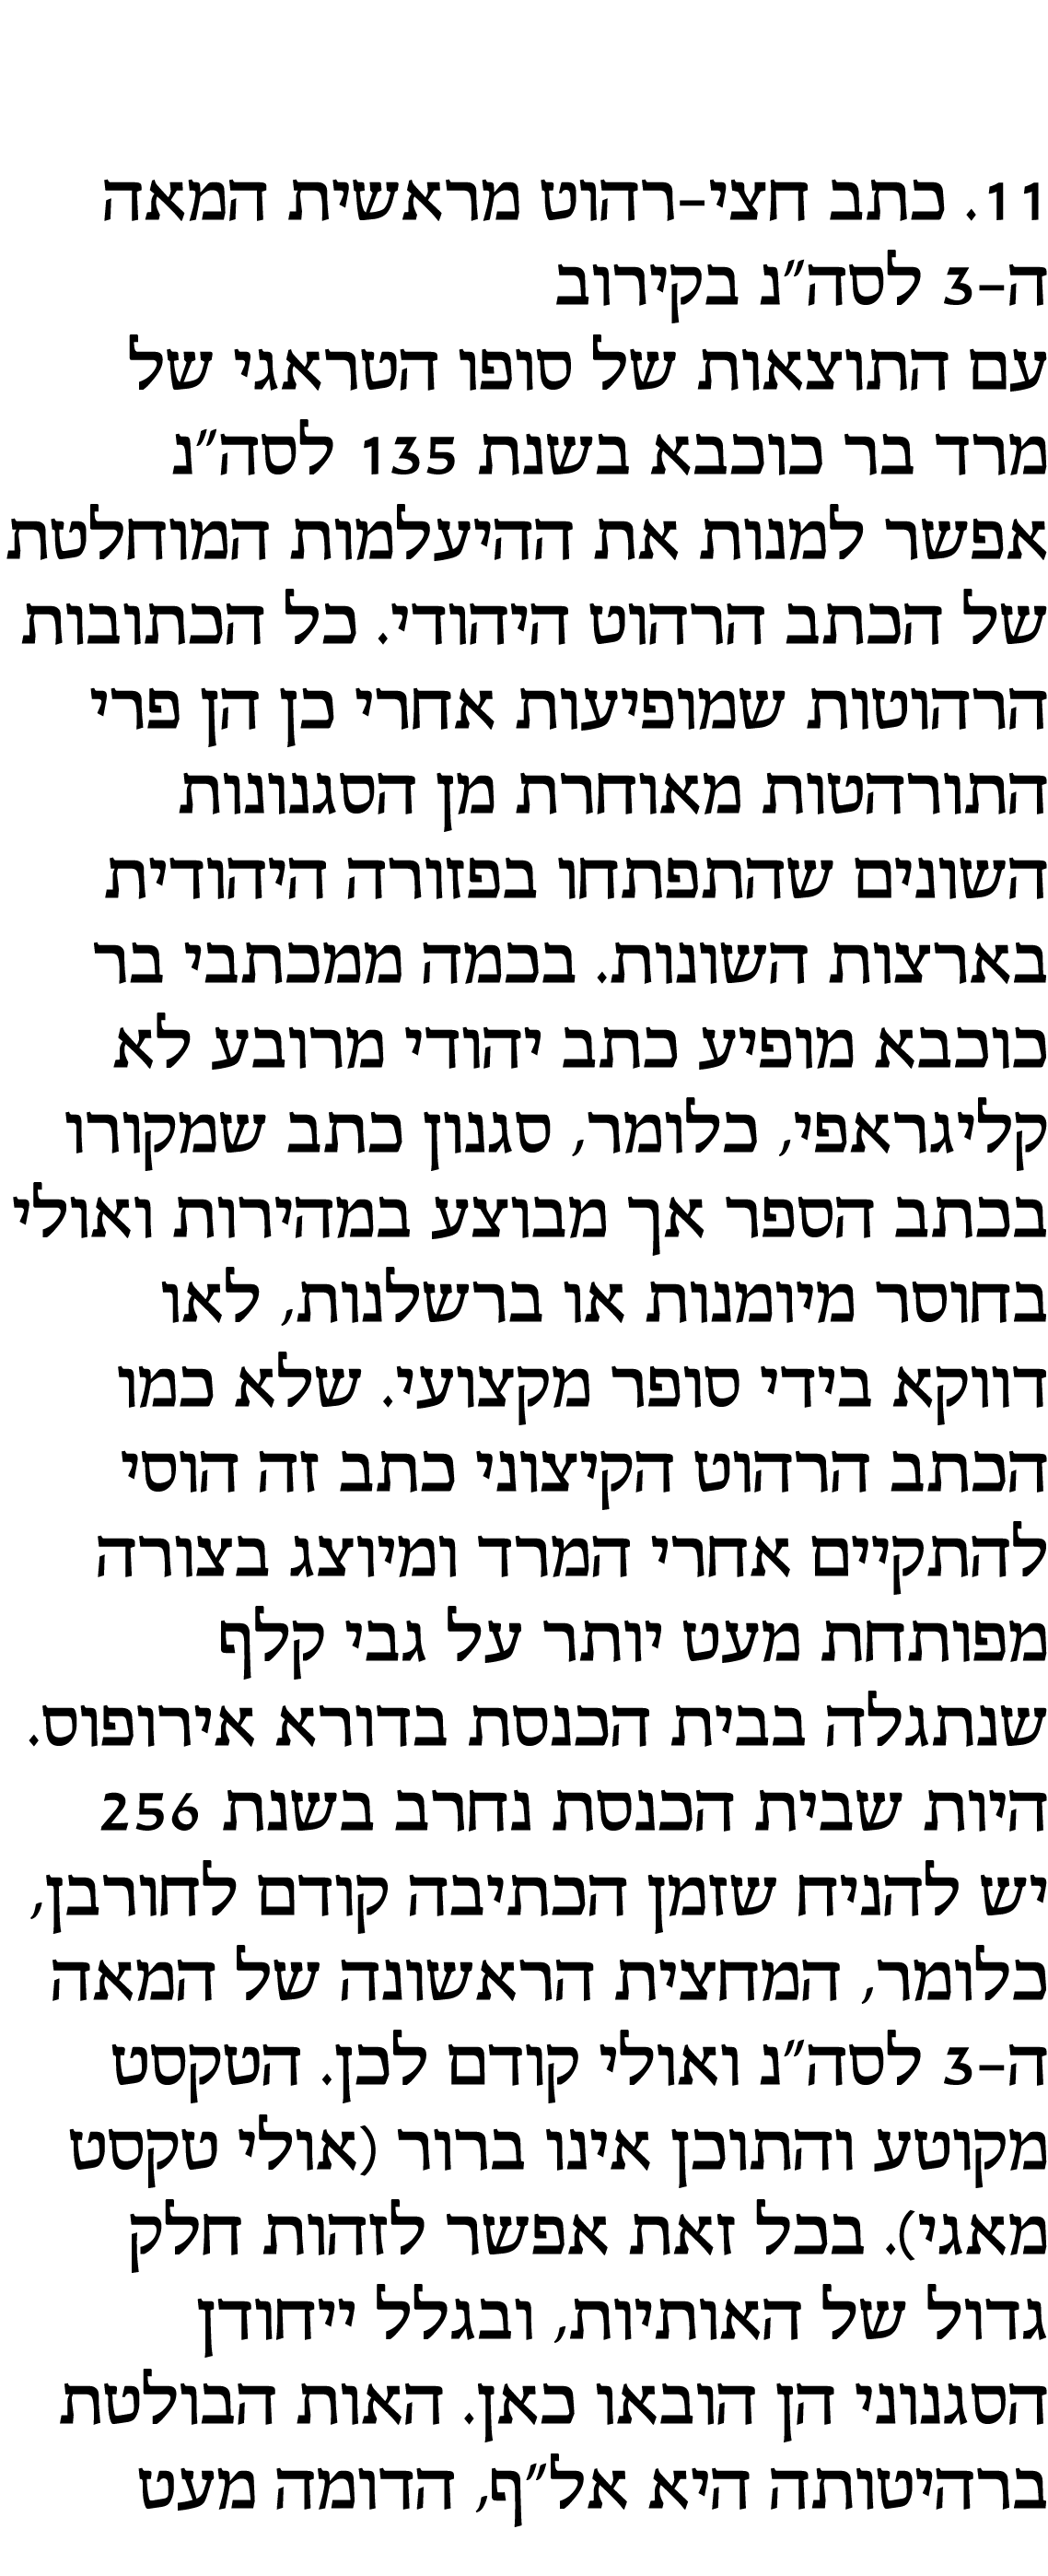 11. כתב חצי-רהוט מראשית המאה
ה-3 לסה"נ בקירוב
עם התוצאות של סופו הטראגי של
מרד בר כוכבא בשנת 135 לסה"נ
אפשר למנות את ההיעלמות המוחלטת
של הכתב הרהוט היהודי. כל הכתובות
הרהוטות שמופיעות אחרי כן הן פרי
התורהטות מאוחרת מן הסגנונות
השונים שהתפתחו בפזורה היהודית
בארצות השונות. בכמה ממכתבי בר
כוכבא מופיע כתב יהודי מרובע לא
קליגראפי, כלומר, סגנון כתב שמקורו
בכתב הספר אך מבוצע במהירות ואולי
בחוסר מיומנות או ברשלנות, לאו
דווקא בידי סופר מקצועי. שלא כמו
הכתב הרהוט הקיצוני כתב זה הוסי
להתקיים אחרי המרד ומיוצג בצורה
מפותחת מעט יותר על גבי קלף
שנתגלה בבית הכנסת בדורא אירופוס.
היות שבית הכנסת נחרב בשנת 256
יש להניח שזמן הכתיבה קודם לחורבן,
כלומר, המחצית הראשונה של המאה
ה-3 לסה"נ ואולי קודם לכן. הטקסט
מקוטע והתוכן אינו ברור (אולי טקסט
מאגי). בכל זאת אפשר לזהות חלק
גדול של האותיות, ובגלל ייחודן
הסגנוני הן הובאו כאן. האות הבולטת
ברהיטותה היא אל"ף, הדומה מעט